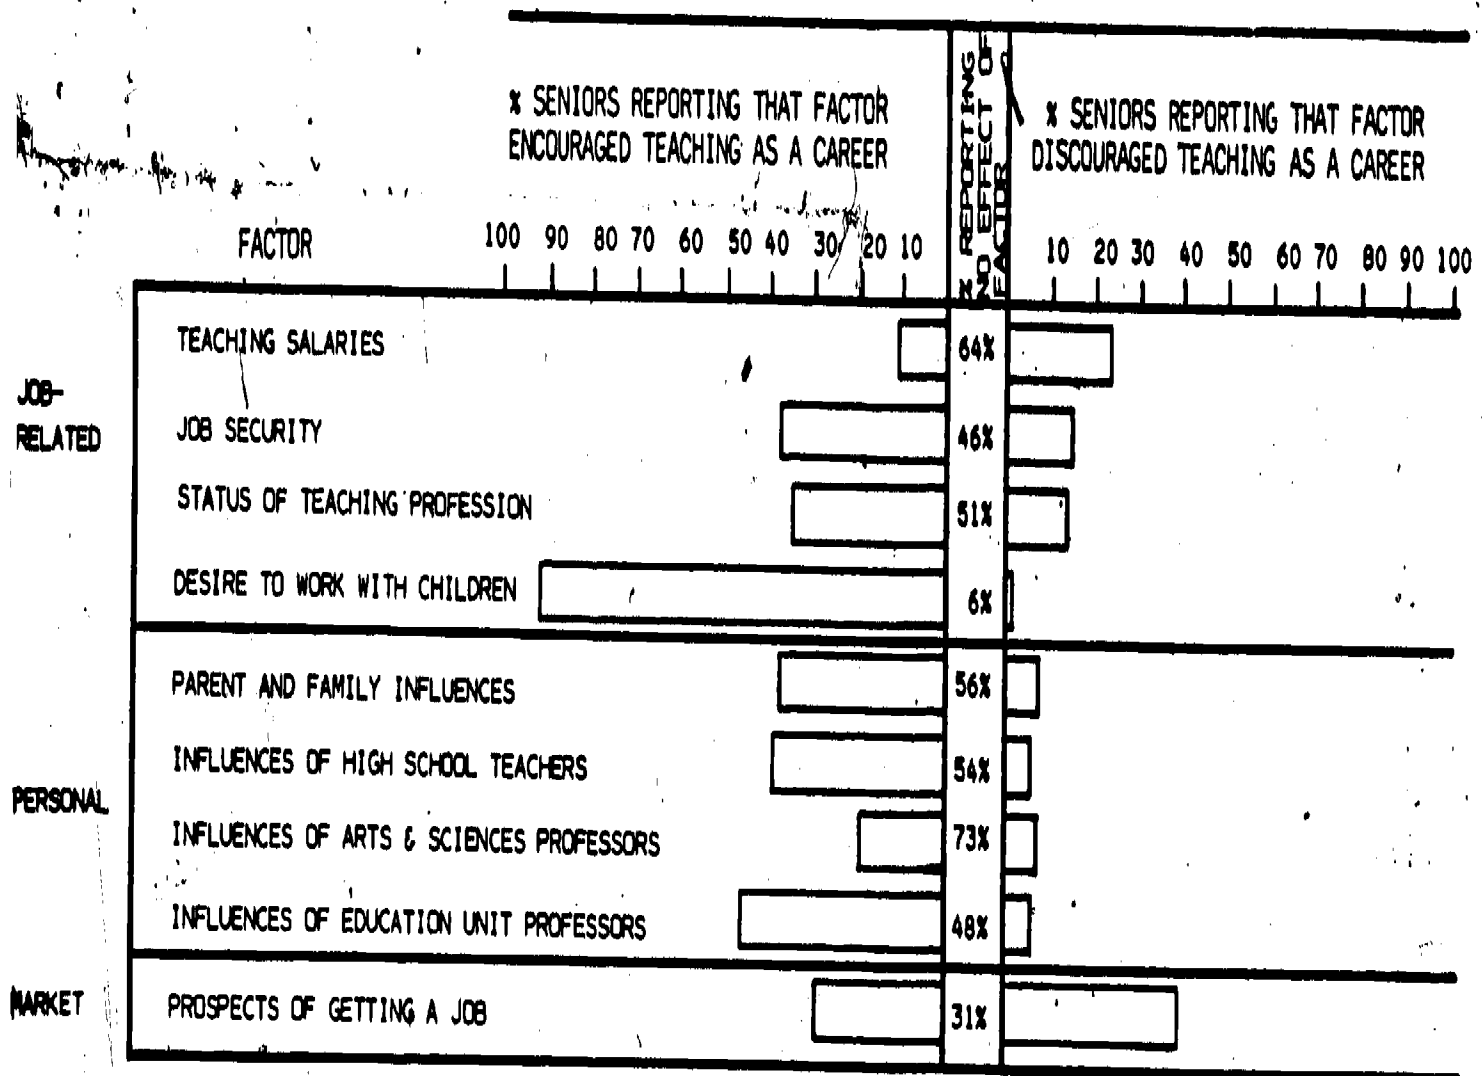 % SENIORS REPORTING THAT FACTOR
ENCOURAGED TEACHING AS A CAREER
% REPORTING
NO EFFECT OF
FACTOR
% SENIORS REPORTING THAT FACTOR
DISCOURAGED TEACHING AS A CAREER
FACTOR
100 90 80 70 60 50 40 30 20 10
10 20 30 40 50 60 70 80 90 100
JOB-
RELATED
TEACHING SALARIES 64%
JOB SECURITY 46%
STATUS OF TEACHING PROFESSION 51%
DESIRE TO WORK WITH CHILDREN 6%
PERSONAL
PARENT AND FAMILY INFLUENCES 56%
INFLUENCES OF HIGH SCHOOL TEACHERS 54%
INFLUENCES OF ARTS & SCIENCES PROFESSORS 73%
INFLUENCES OF EDUCATION UNIT PROFESSORS 48%
MARKET
PROSPECTS OF GETTING A JOB 31%